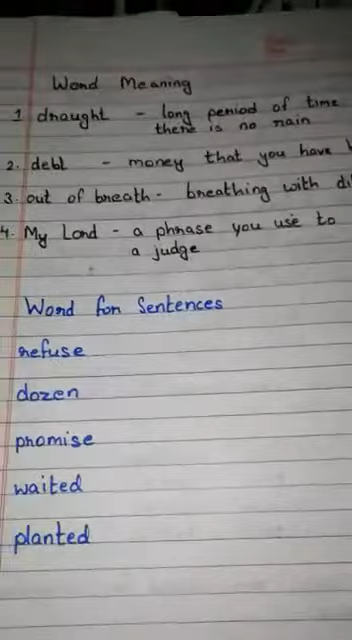 Word Meaning
1 draught - long period of time
there is no rain
2. debt - money that you have
3. out of breath - breathing with
4. My Lord - a phrase you use to
a judge
Word for Sentences
refuse
dozen
promise
waited
planted